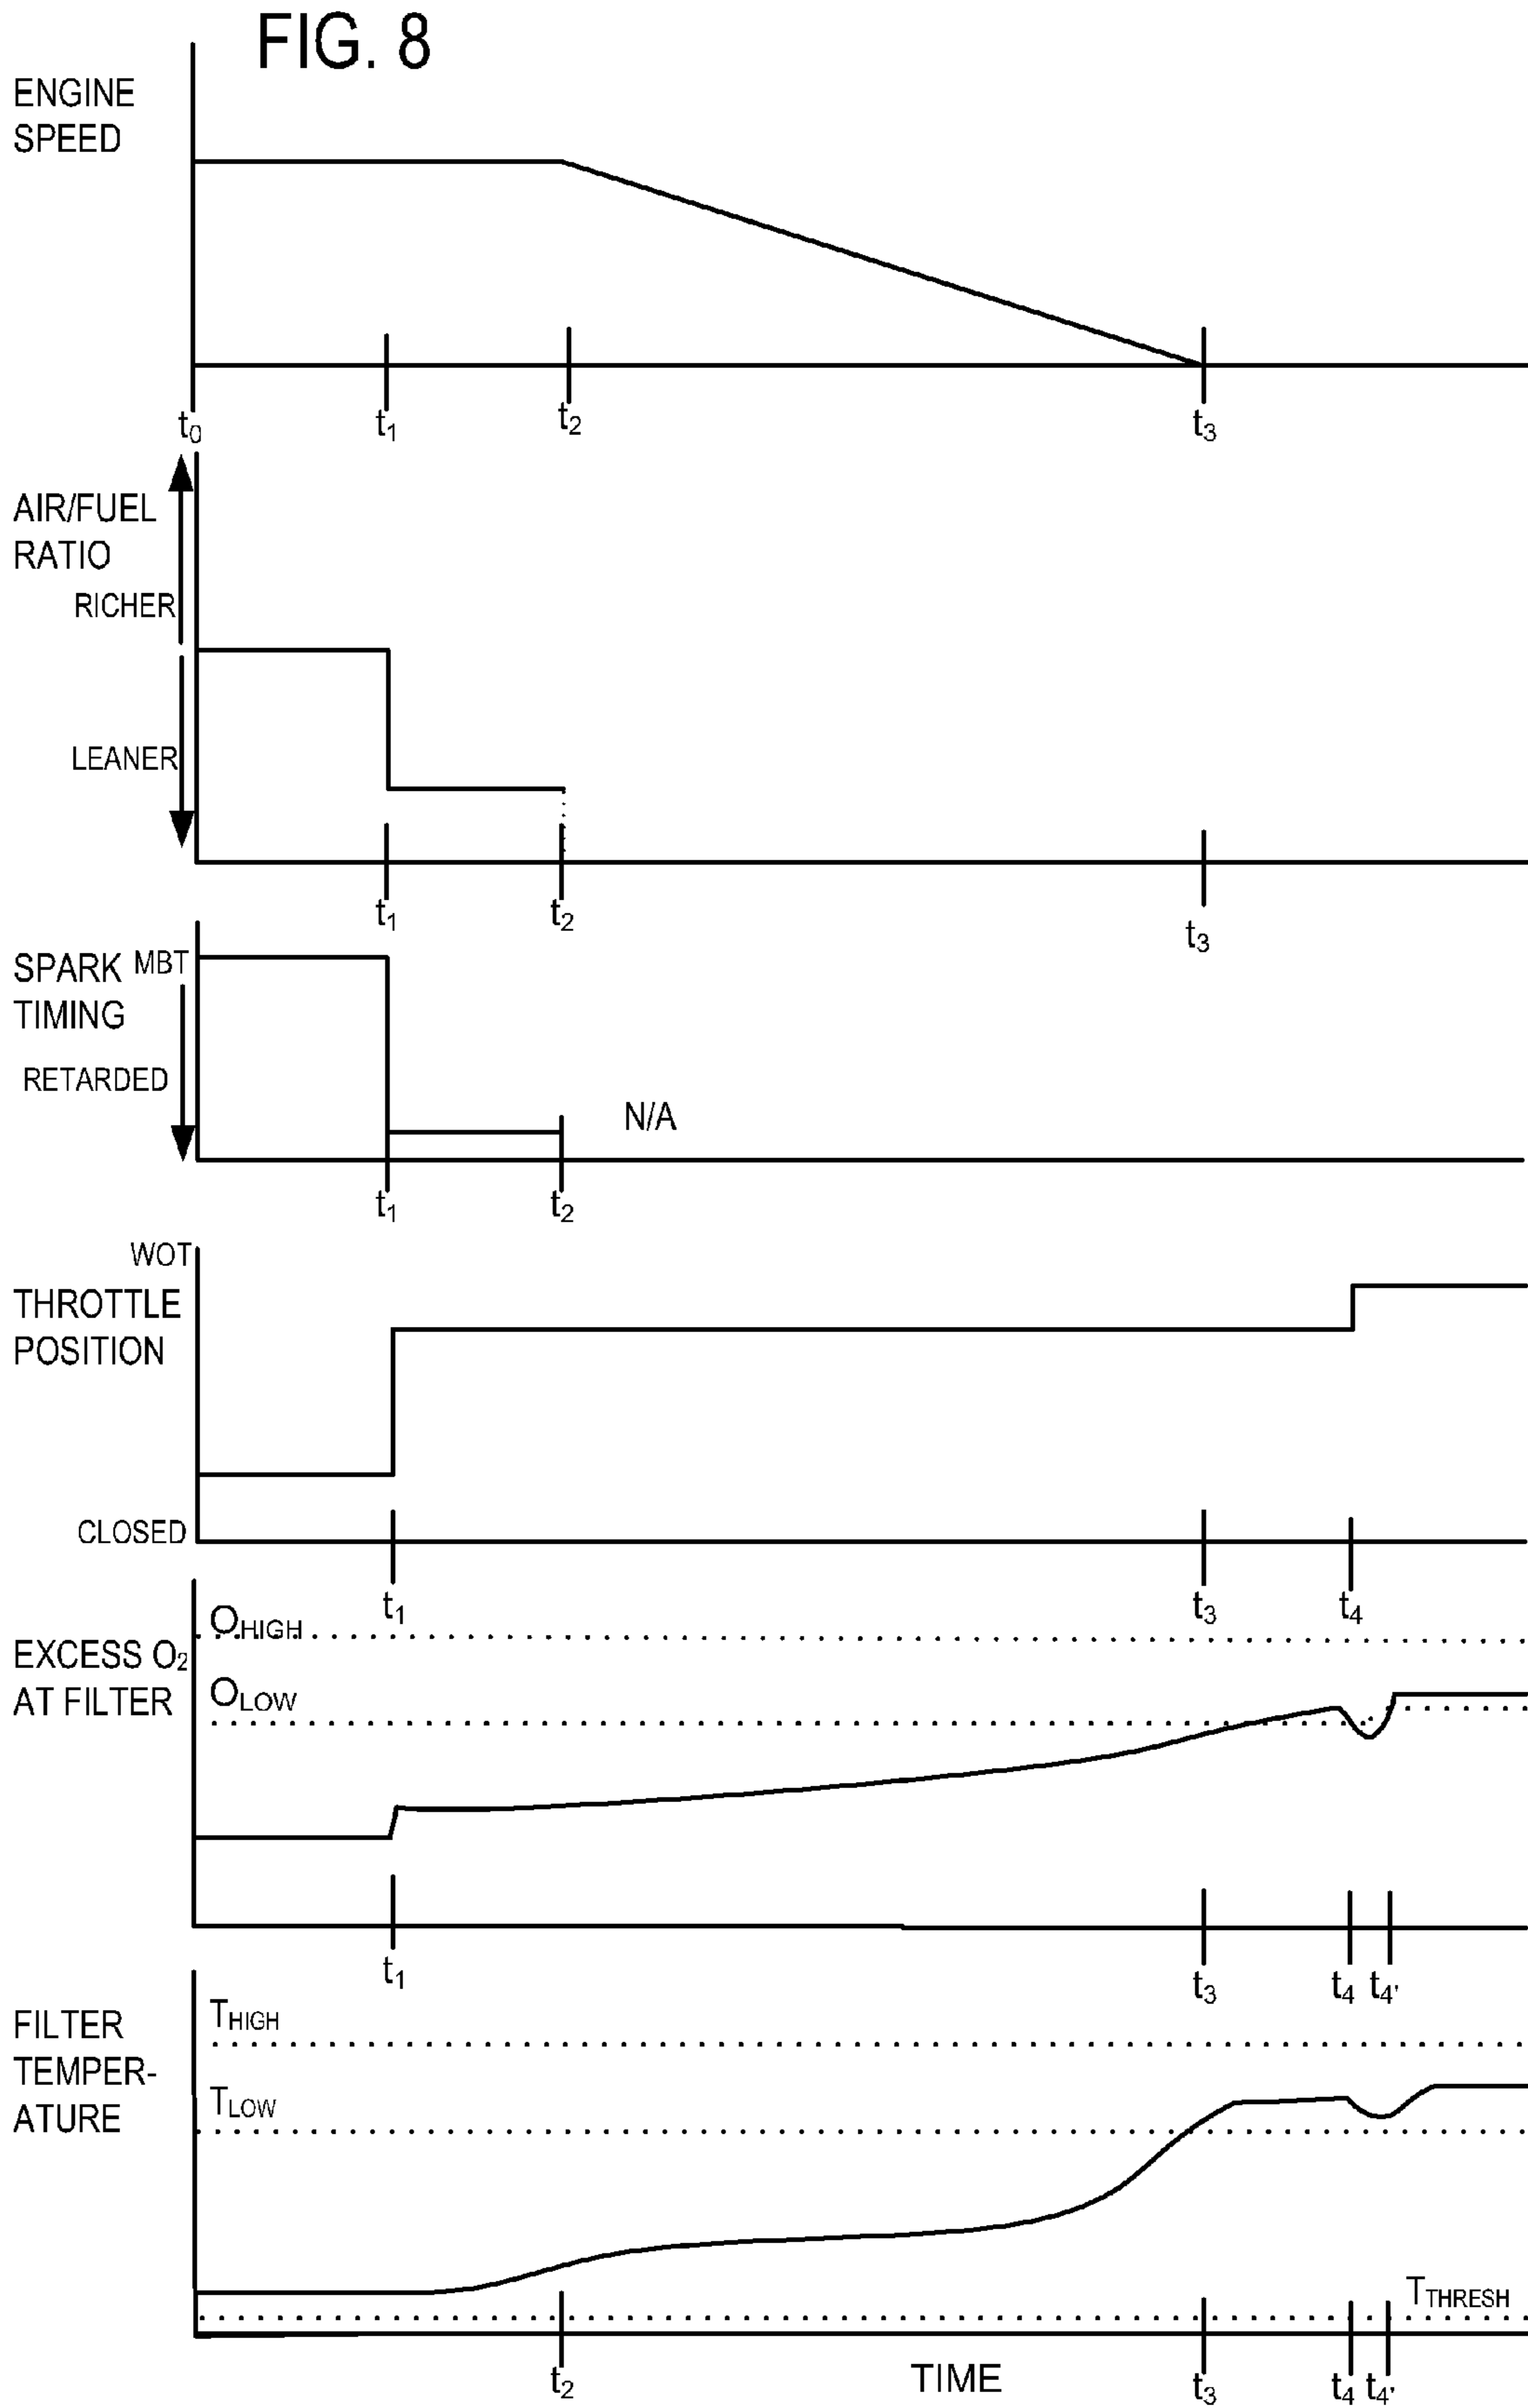 FIG. 8
ENGINE
SPEED
t0 t1 t2 t3
AIR/FUEL
RATIO
RICHER
LEANER
t1 t2 t3
SPARK MBT
TIMING
RETARDED
N/A
t1 t2
WOT
THROTTLE
POSITION
CLOSED
t1 t3 t4
OHIGH
EXCESS O2
AT FILTER
OLOW
t1 t3 t4 t4'
THIGH
FILTER
TEMPER-
ATURE
TLOW
TTHRESH
t2 TIME t3 t4 t4'